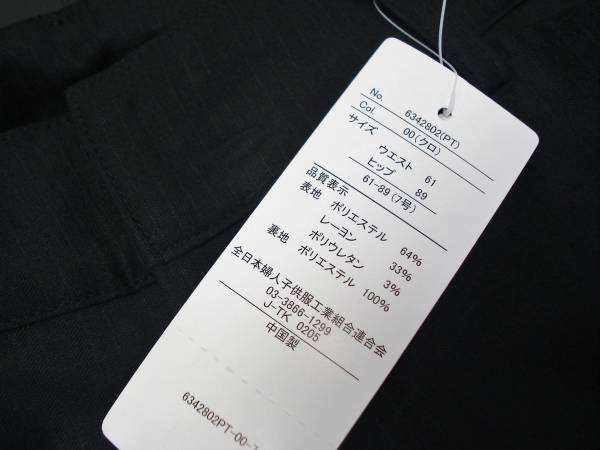 No. 6342802(PT)
Col. 00(クロ)
サイズ
ウエスト 61
ヒップ 89
61-89(7号)
品質表示
表地 ポリエステル 64%
レーヨン 33%
ポリウレタン 3%
裏地 ポリエステル 100%
全日本婦人子供服工業組合連合会
03-3866-1299
J-TK 0205
中国製
6342802PT-00-7